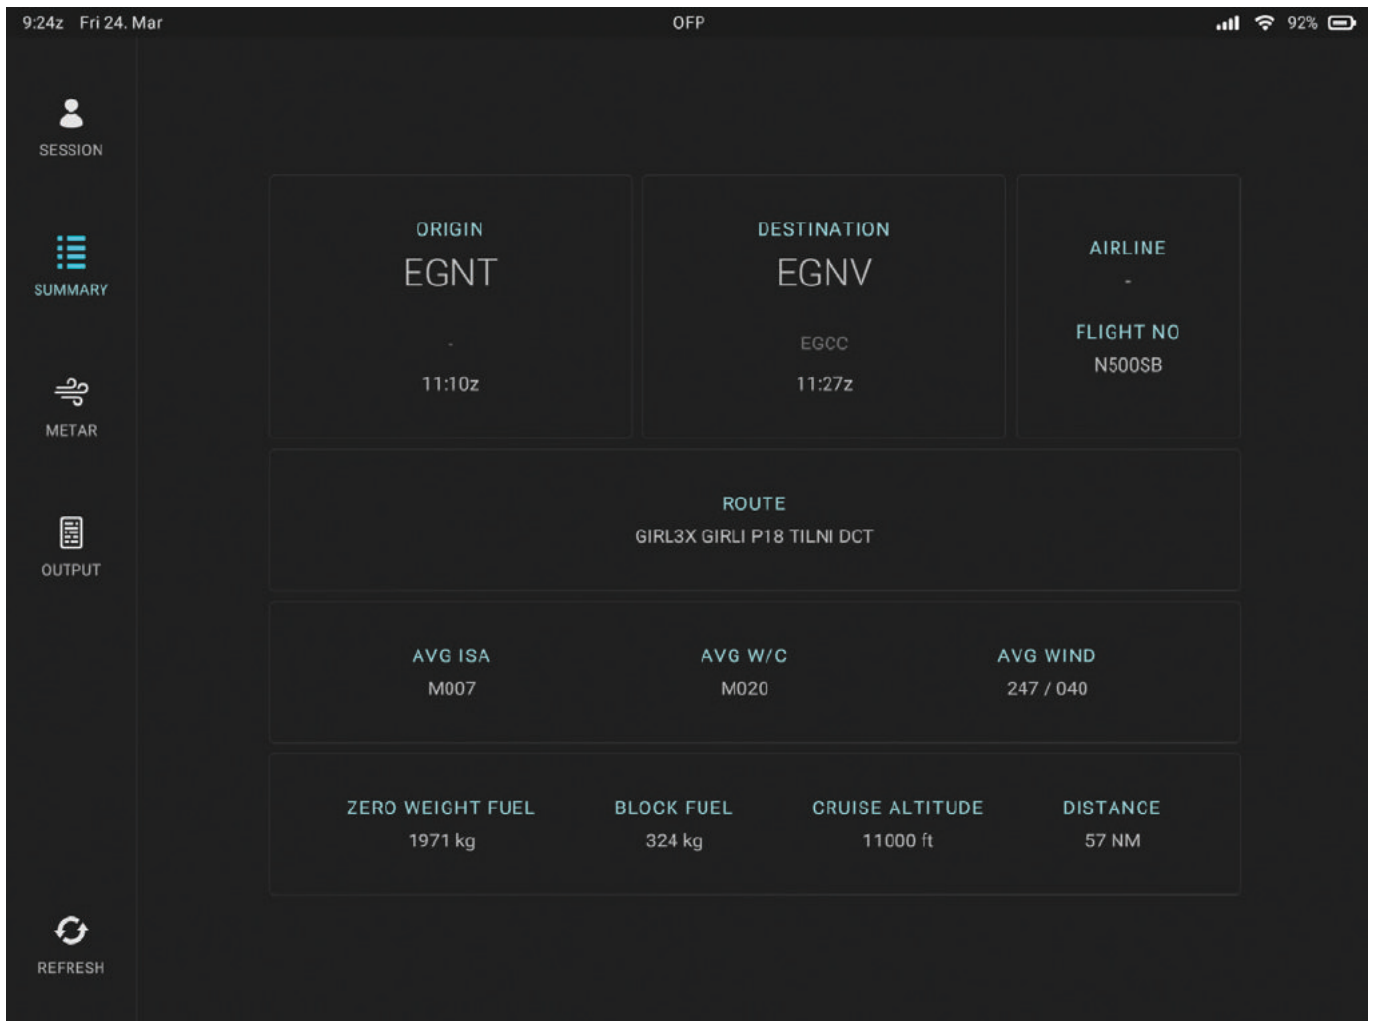 9:24z Fri 24. Mar OFP 92%
SESSION
SUMMARY
METAR
OUTPUT
REFRESH
ORIGIN
EGNT
-
11:10z
DESTINATION
EGNV
EGCC
11:27z
AIRLINE
-
FLIGHT NO
N500SB
ROUTE
GIRL3X GIRLI P18 TILNI DCT
AVG ISA
M007
AVG W/C
M020
AVG WIND
247 / 040
ZERO WEIGHT FUEL
1971 kg
BLOCK FUEL
324 kg
CRUISE ALTITUDE
11000 ft
DISTANCE
57 NM